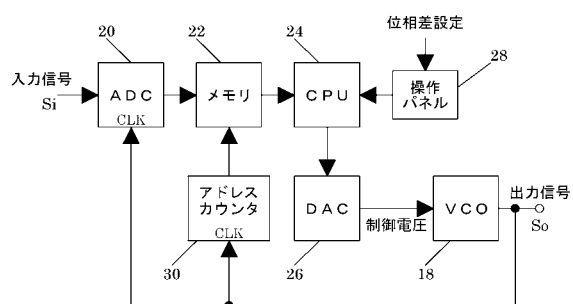 位相差設定
20
22
24
28
入力信号
Si
ADC
CLK
メモリ
CPU
操作
パネル
アドレス
カウンタ
CLK
DAC
制御電圧
VCO
出力信号
So
30
26
18